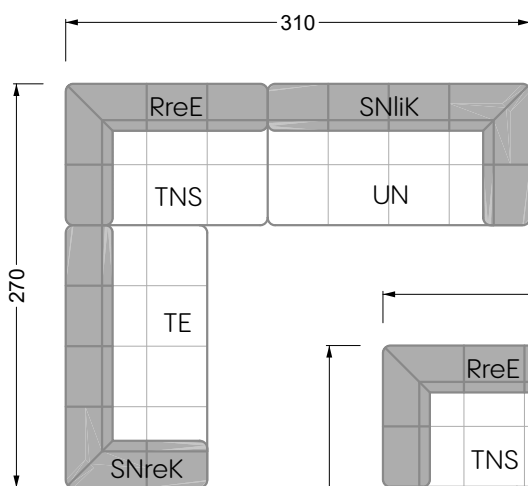 310
RreE SNliK
TNS UN
270
TE
RreE
SNreK TNS